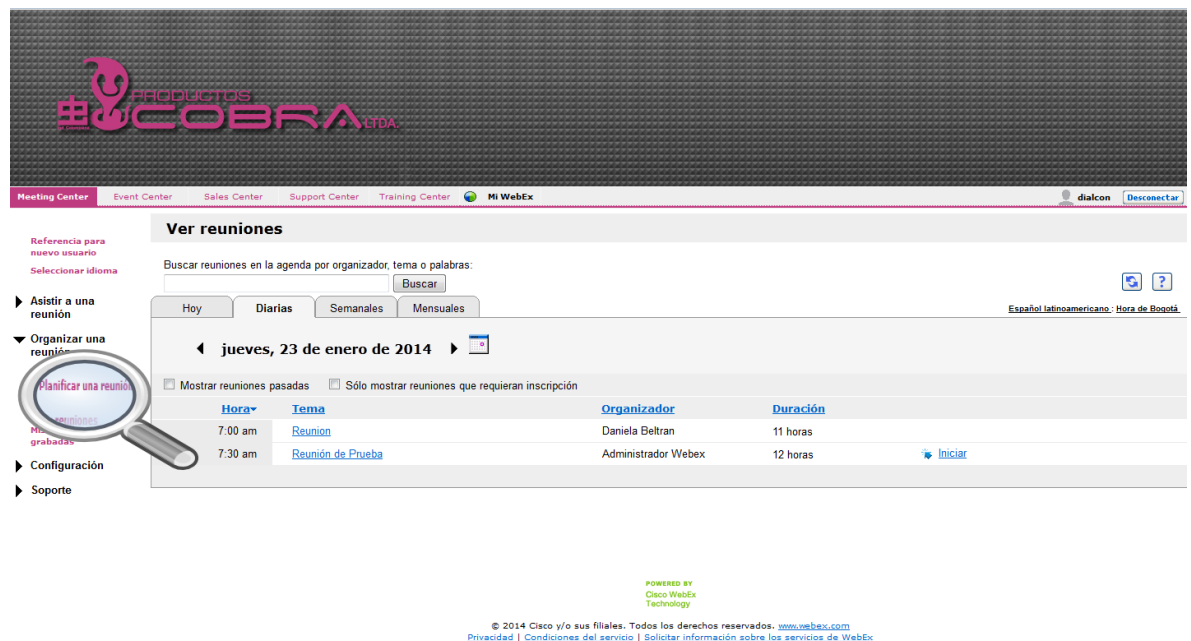 PRODUCTOS
COBRA LTDA.
Meeting Center Event Center Sales Center Support Center Training Center Mi WebEx dialcon Desconectar
Referencia para
nuevo usuario
Seleccionar idioma
Asistir a una
reunión
Organizar una
reunión
Planificar una reunión
reuniones
grabadas
Configuración
Soporte
Ver reuniones
Buscar reuniones en la agenda por organizador, tema o palabras:
Buscar
?
Hoy Diarias Semanales Mensuales
Español latinoamericano : Hora de Bogotá
jueves, 23 de enero de 2014
Mostrar reuniones pasadas Sólo mostrar reuniones que requieran inscripción
Hora Tema Organizador Duración
7:00 am Reunion Daniela Beltran 11 horas
7:30 am Reunión de Prueba Administrador Webex 12 horas Iniciar
POWERED BY
Cisco WebEx
Technology
© 2014 Cisco y/o sus filiales. Todos los derechos reservados. www.webex.com
Privacidad | Condiciones del servicio | Solicitar información sobre los servicios de WebEx